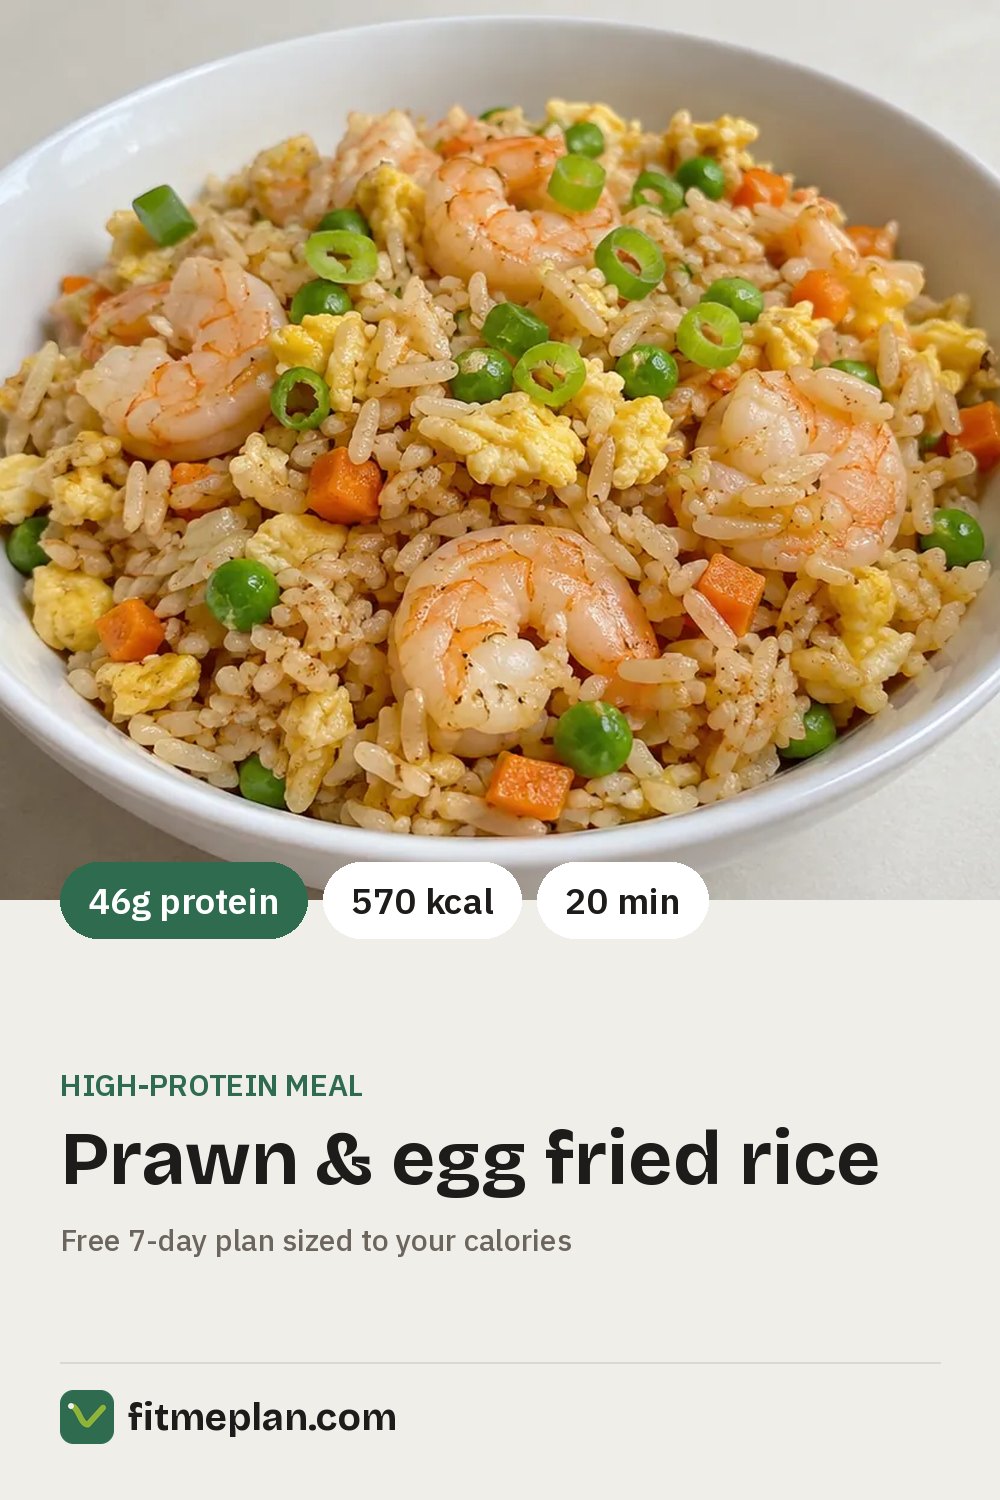 46g protein
570 kcal
20 min
HIGH-PROTEIN MEAL
Prawn & egg fried rice
Free 7-day plan sized to your calories
fitmeplan.com